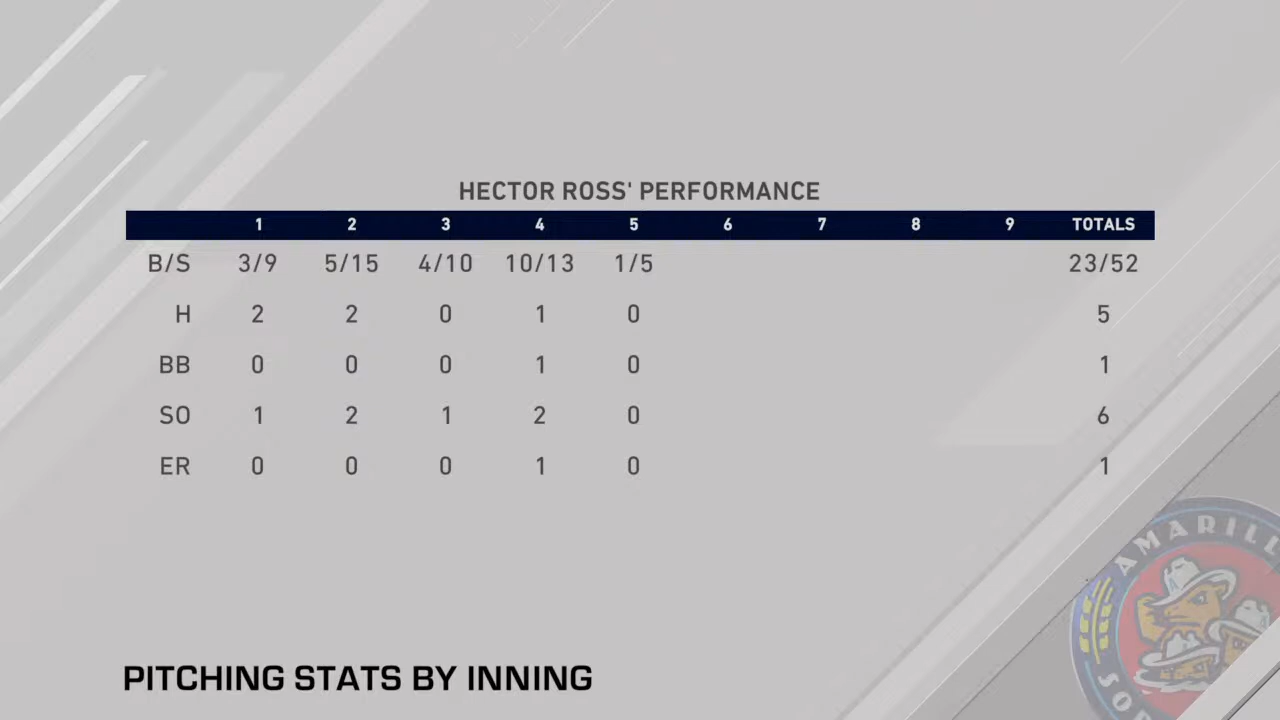 HECTOR ROSS' PERFORMANCE
1 2 3 4 5 6 7 8 9 TOTALS
B/S 3/9 5/15 4/10 10/13 1/5 23/52
H 2 2 0 1 0 5
BB 0 0 0 1 0 1
SO 1 2 1 2 0 6
ER 0 0 0 1 0 1
AMARILL
SOD
PITCHING STATS BY INNING